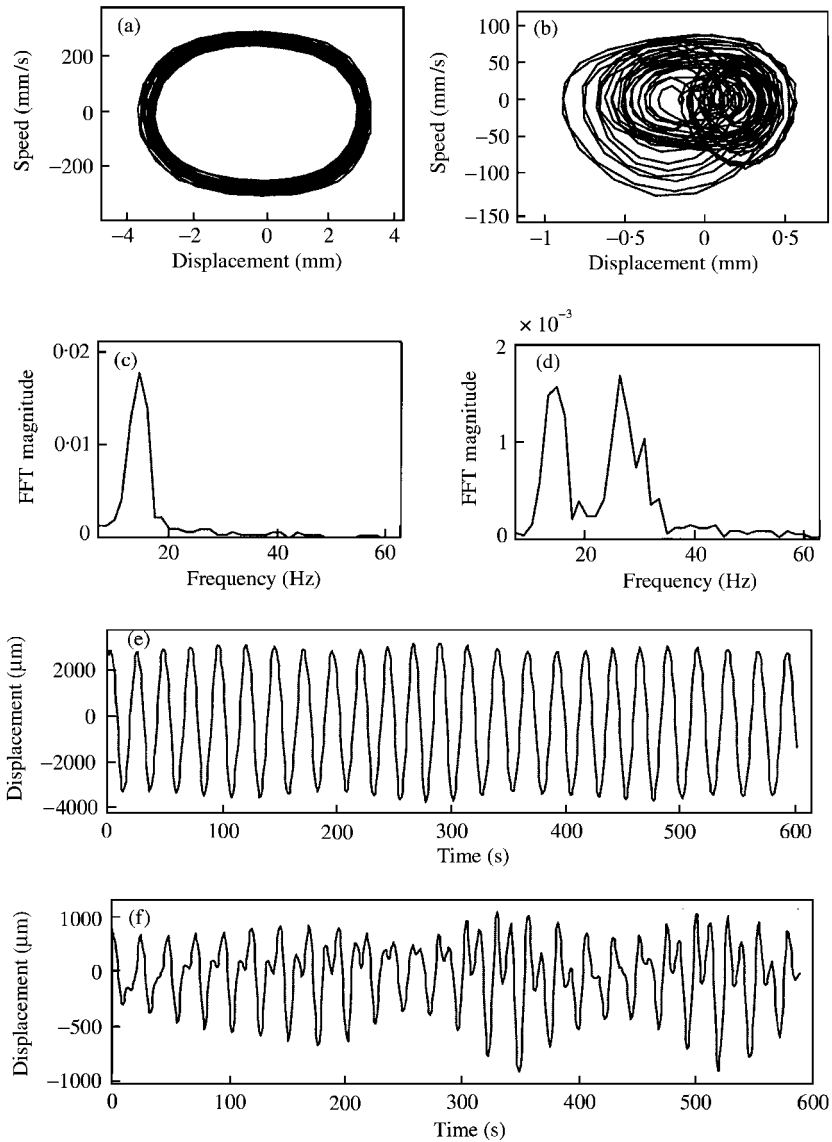 (a)
200
0
−200
Speed (mm/s)
−4 −2 0 2 4
Displacement (mm)
(b)
100
50
0
−50
−100
−150
Speed (mm/s)
−1 −0·5 0 0·5
Displacement (mm)
(c)
0·02
0·01
0
FFT magnitude
20 40 60
Frequency (Hz)
× 10⁻³
(d)
2
1
0
FFT magnitude
20 40 60
Frequency (Hz)
(e)
2000
0
−2000
−4000
Displacement (μm)
0 100 200 300 400 500 600
Time (s)
(f)
1000
0
−500
−1000
Displacement (μm)
0 100 200 300 400 500 600
Time (s)